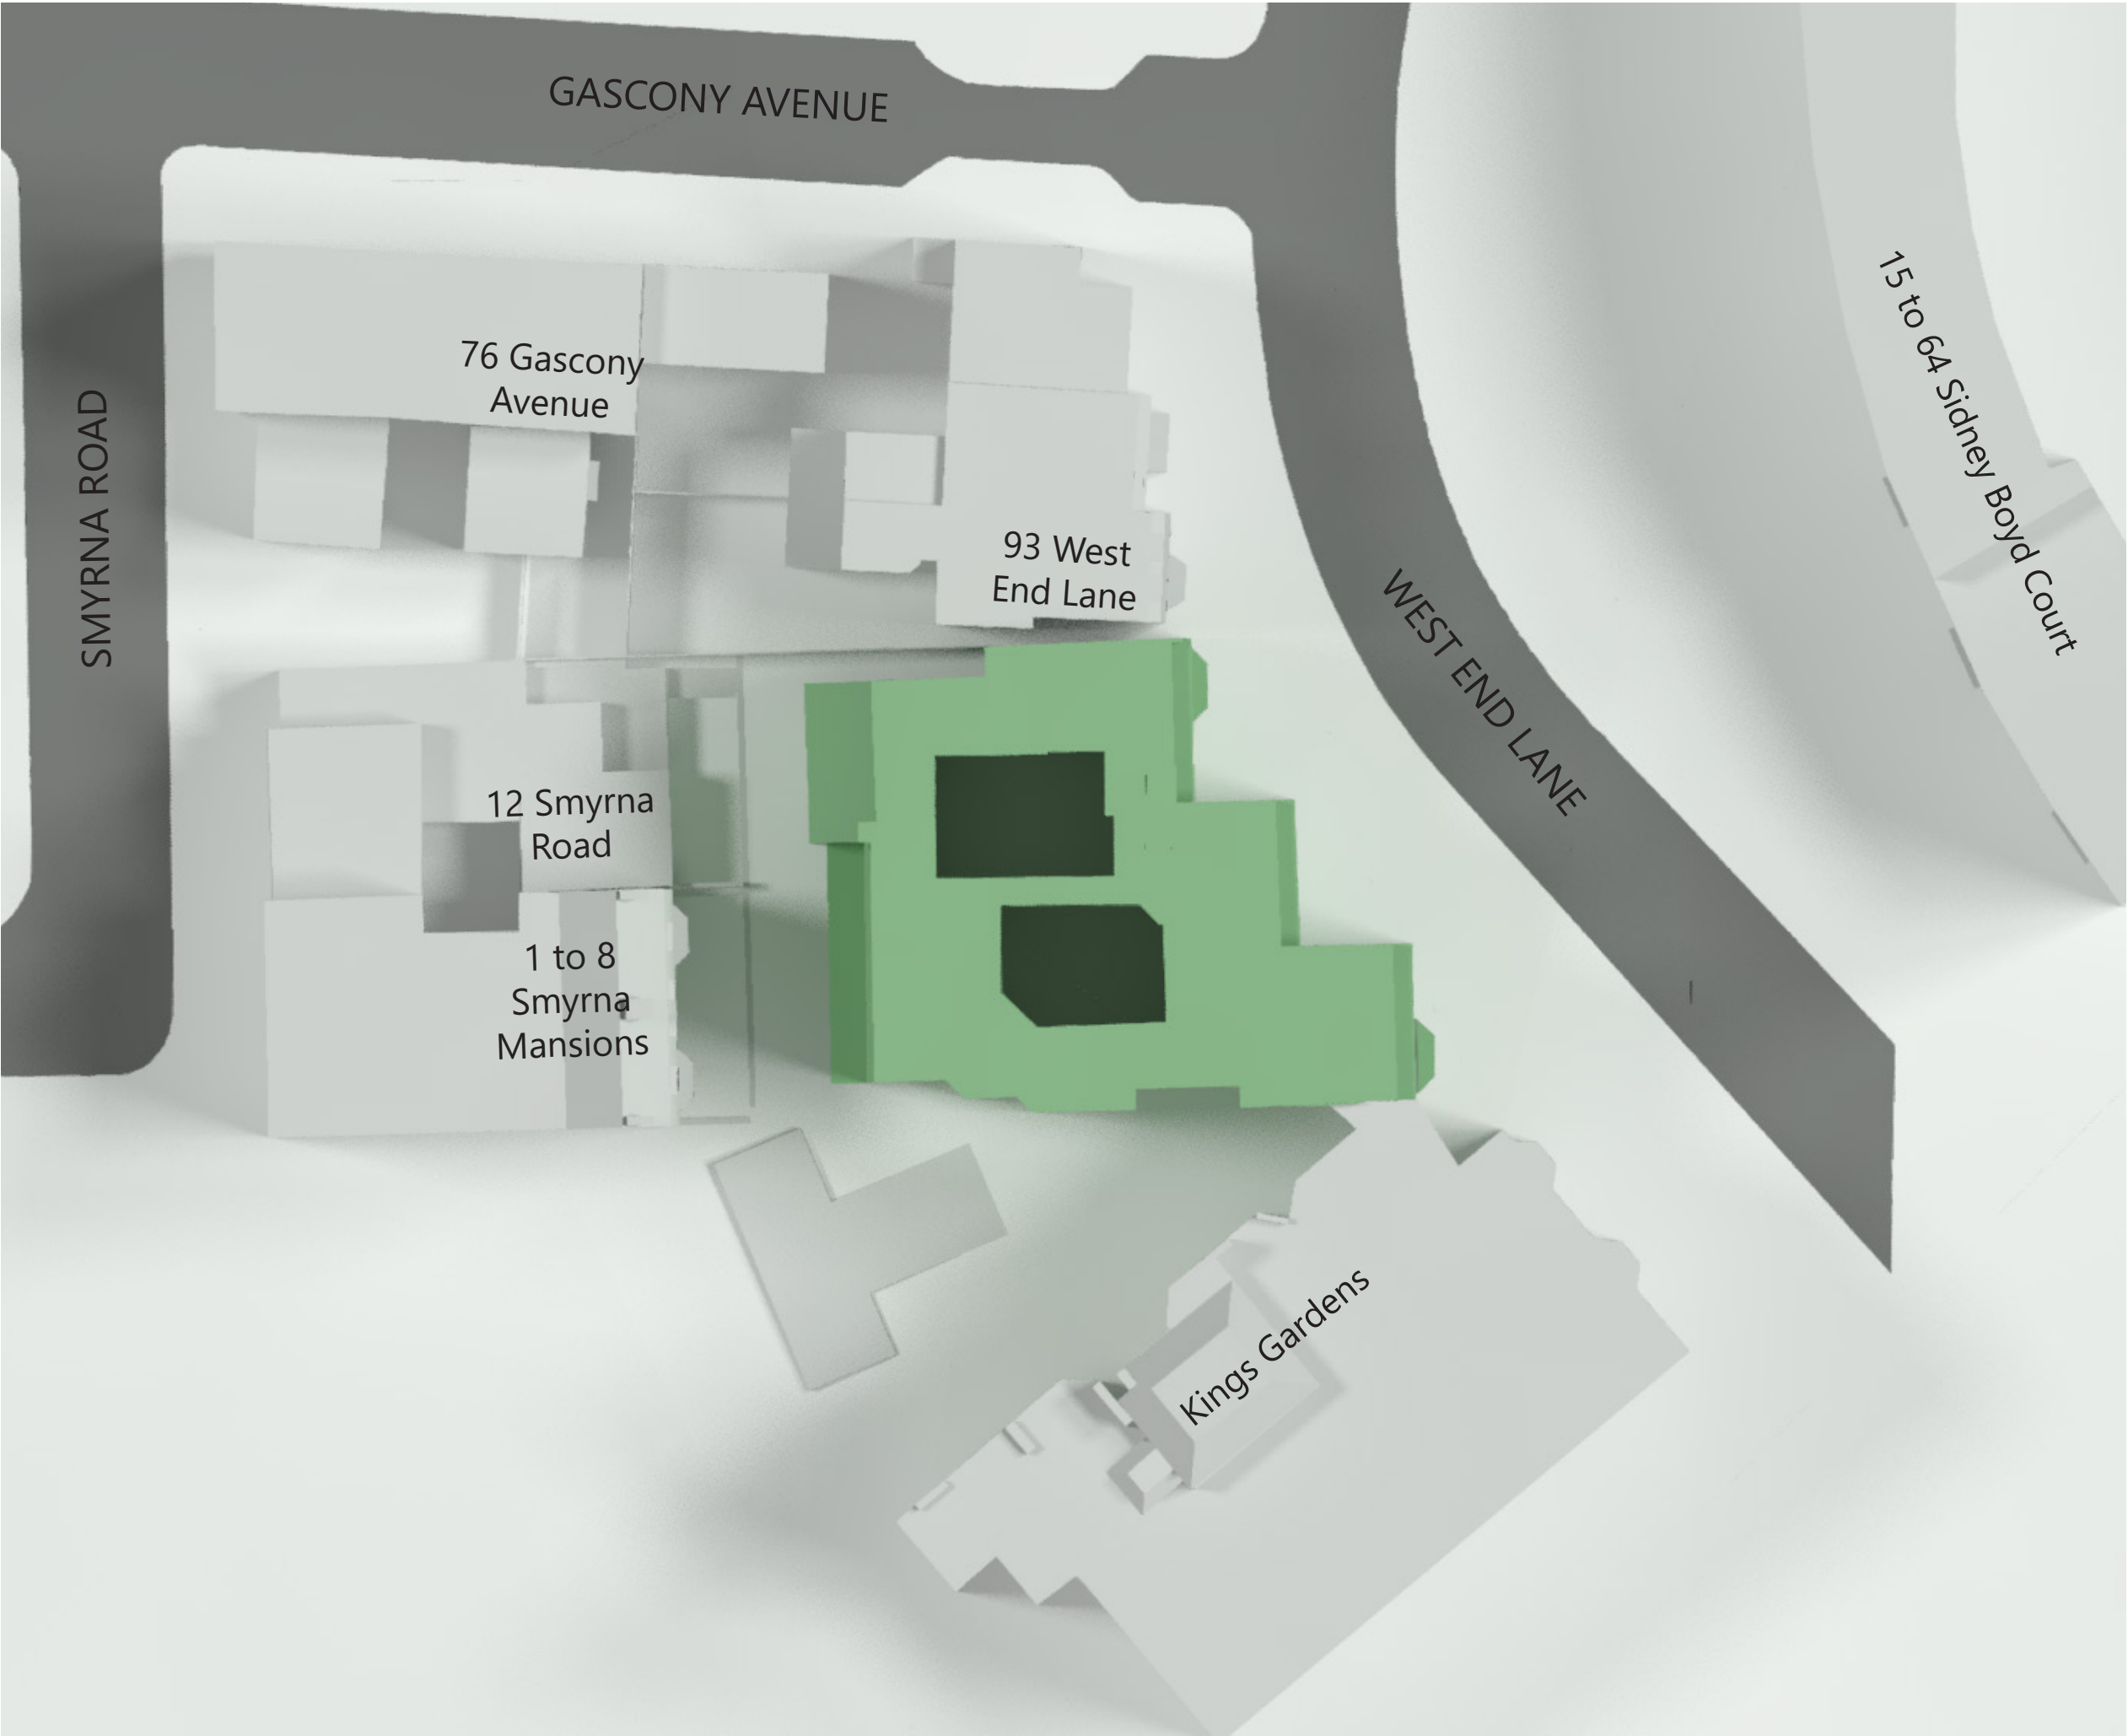 GASCONY AVENUE
SMYRNA ROAD
76 Gascony
Avenue
93 West
End Lane
WEST END LANE
15 to 64 Sidney Boyd Court
12 Smyrna
Road
1 to 8
Smyrna
Mansions
Kings Gardens